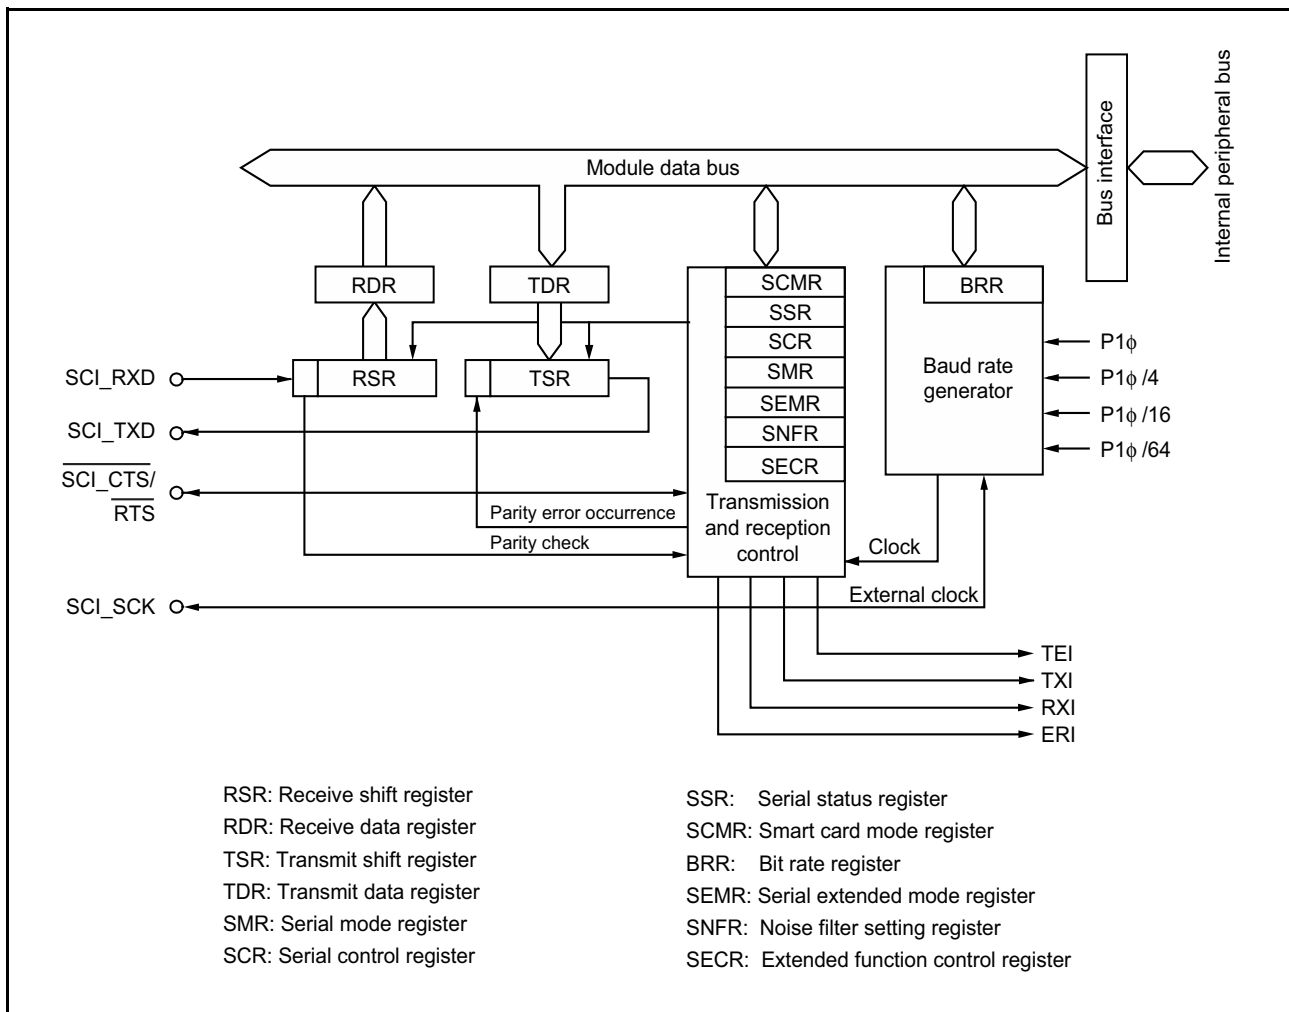 Module data bus
Bus interface
Internal peripheral bus
RDR
TDR
SCMR
BRR
SSR
SCR
SMR
SEMR
SNFR
SECR
RSR
TSR
Baud rate
generator
P1φ
P1φ /4
P1φ /16
P1φ /64
SCI_RXD
SCI_TXD
SCI_CTS/
RTS
SCI_SCK
Parity error occurrence
Parity check
Transmission
and reception
control
Clock
External clock
TEI
TXI
RXI
ERI
RSR: Receive shift register
RDR: Receive data register
TSR: Transmit shift register
TDR: Transmit data register
SMR: Serial mode register
SCR: Serial control register
SSR: Serial status register
SCMR: Smart card mode register
BRR: Bit rate register
SEMR: Serial extended mode register
SNFR: Noise filter setting register
SECR: Extended function control register